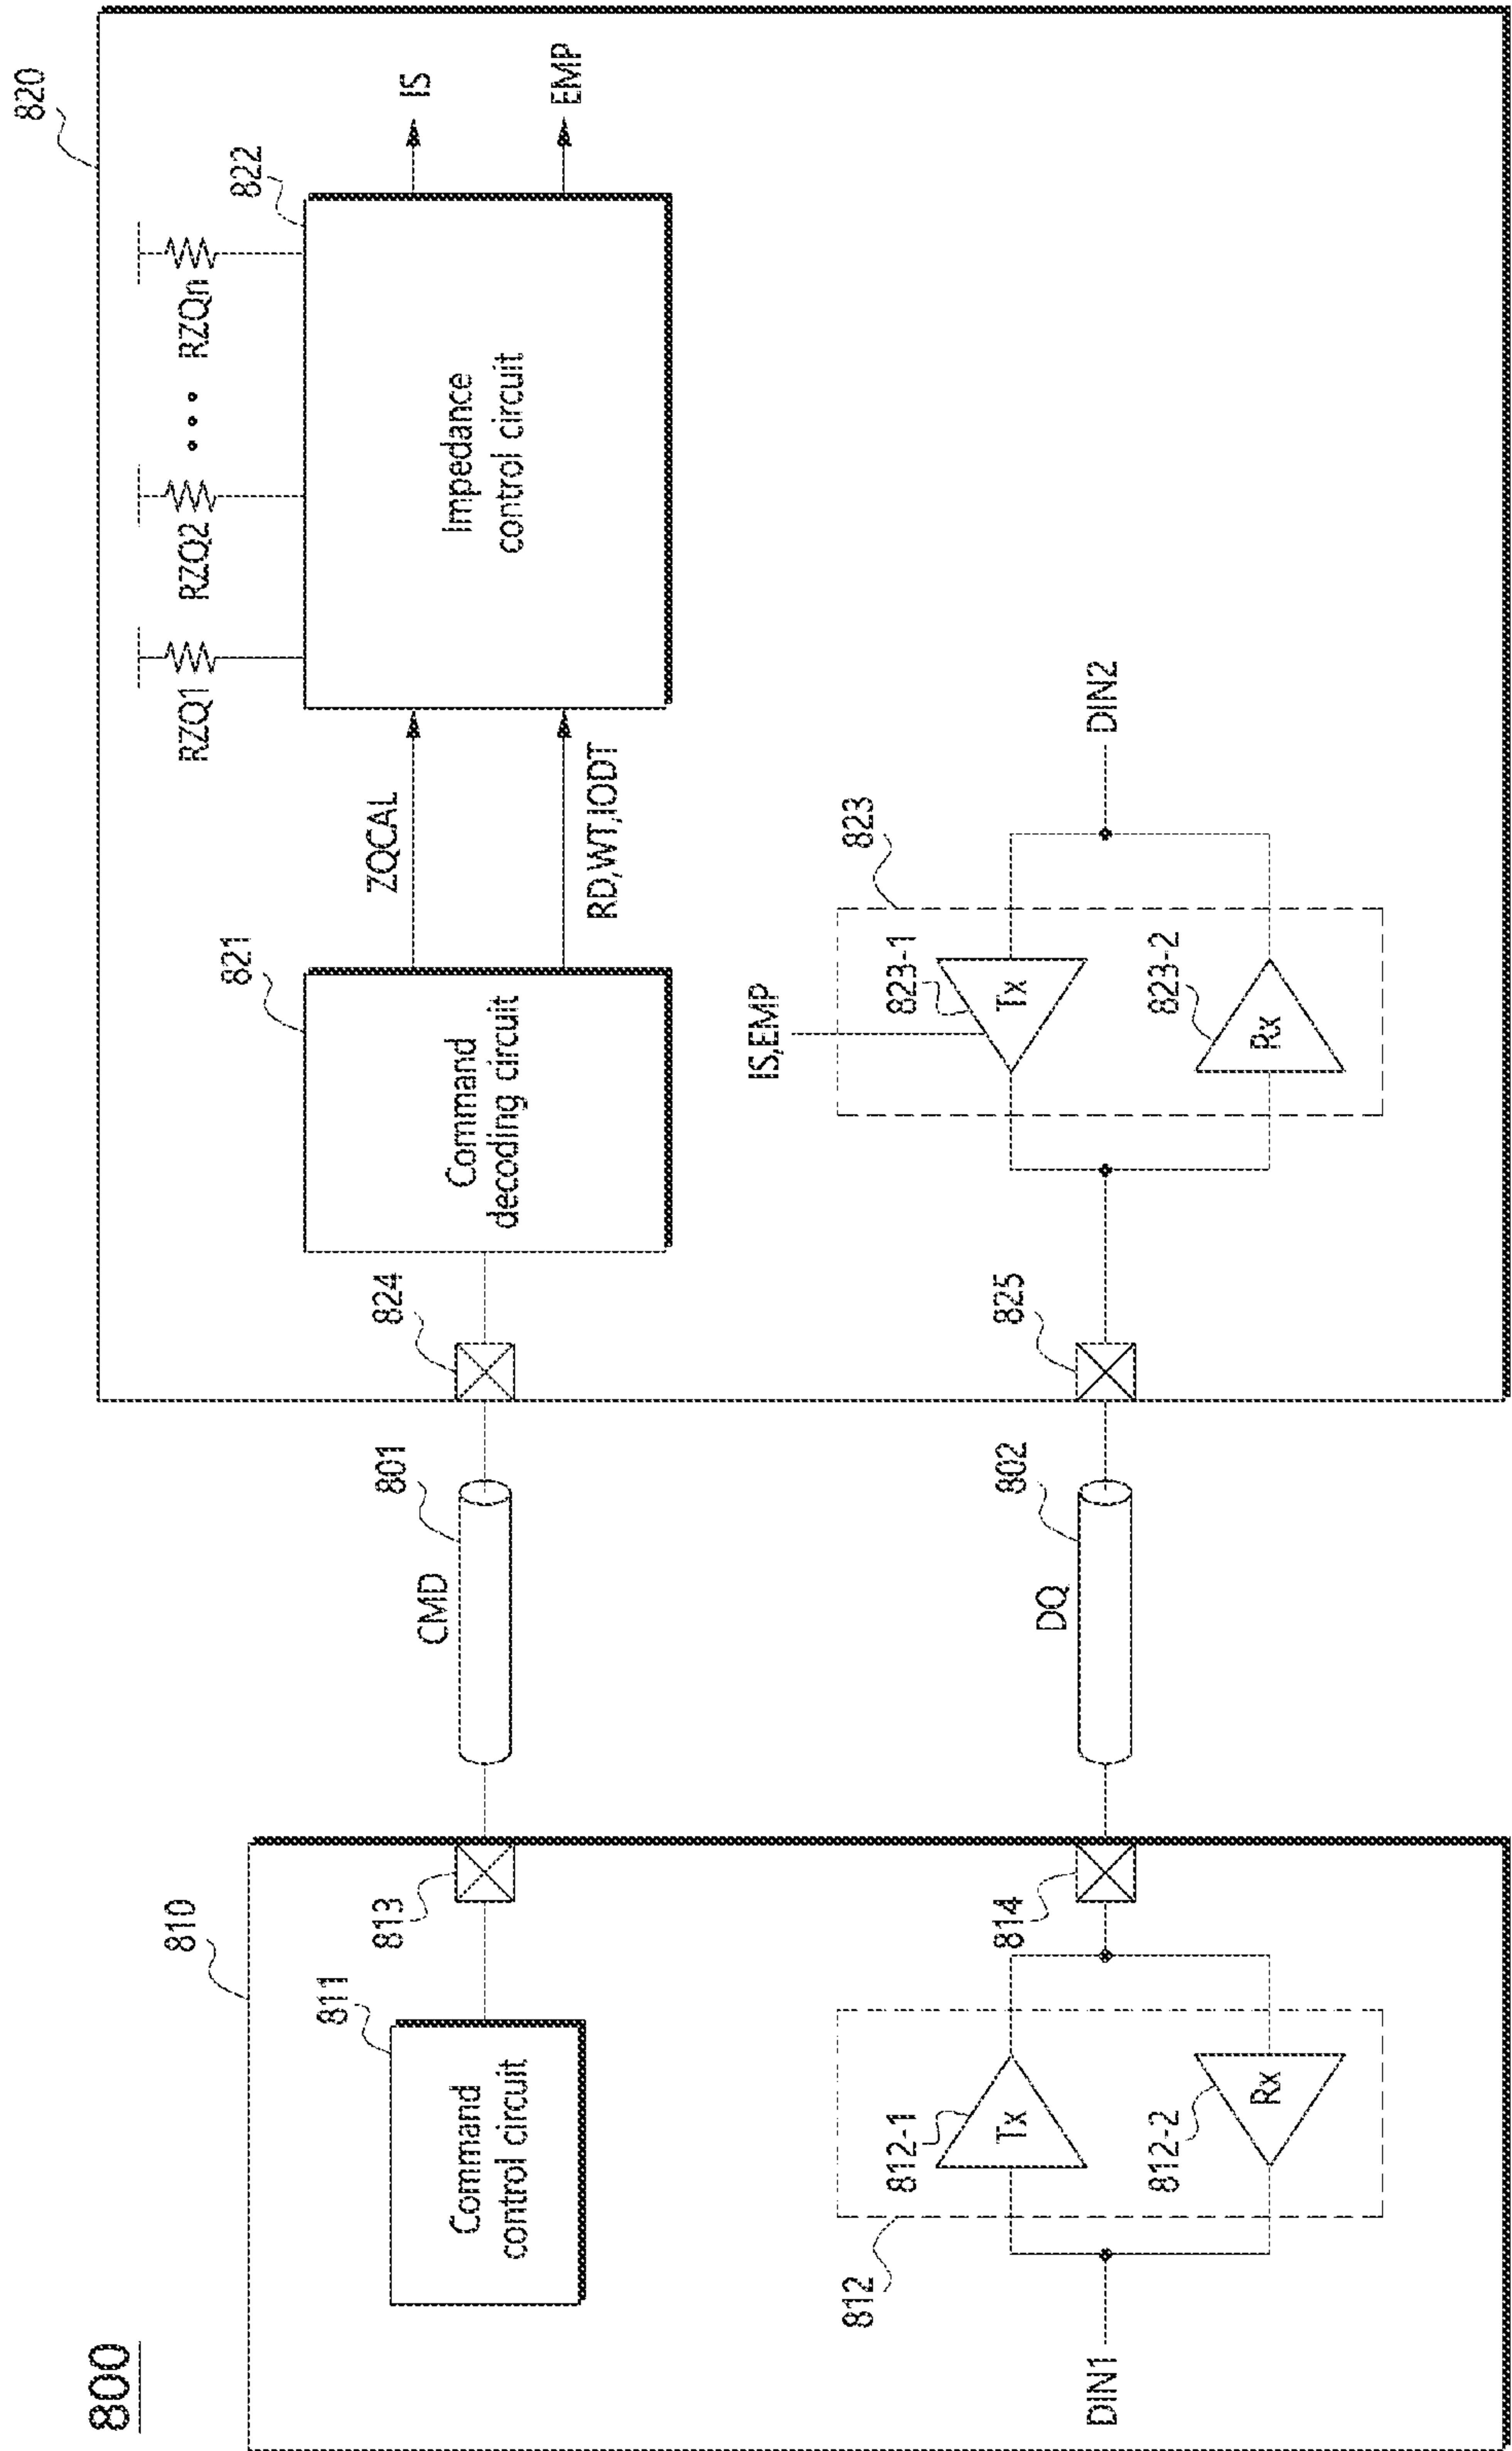 800
810
811
Command
control circuit
813
CMD
801
824
821
Command
decoding circuit
ZQCAL
RD,WT,IODT
RZQ1
RZQ2
RZQn
822
Impedance
control circuit
IS
EMP
820
DIN1
812
812-1
Tx
812-2
Rx
814
DQ
802
825
IS,EMP
823
823-1
Tx
823-2
Rx
DIN2